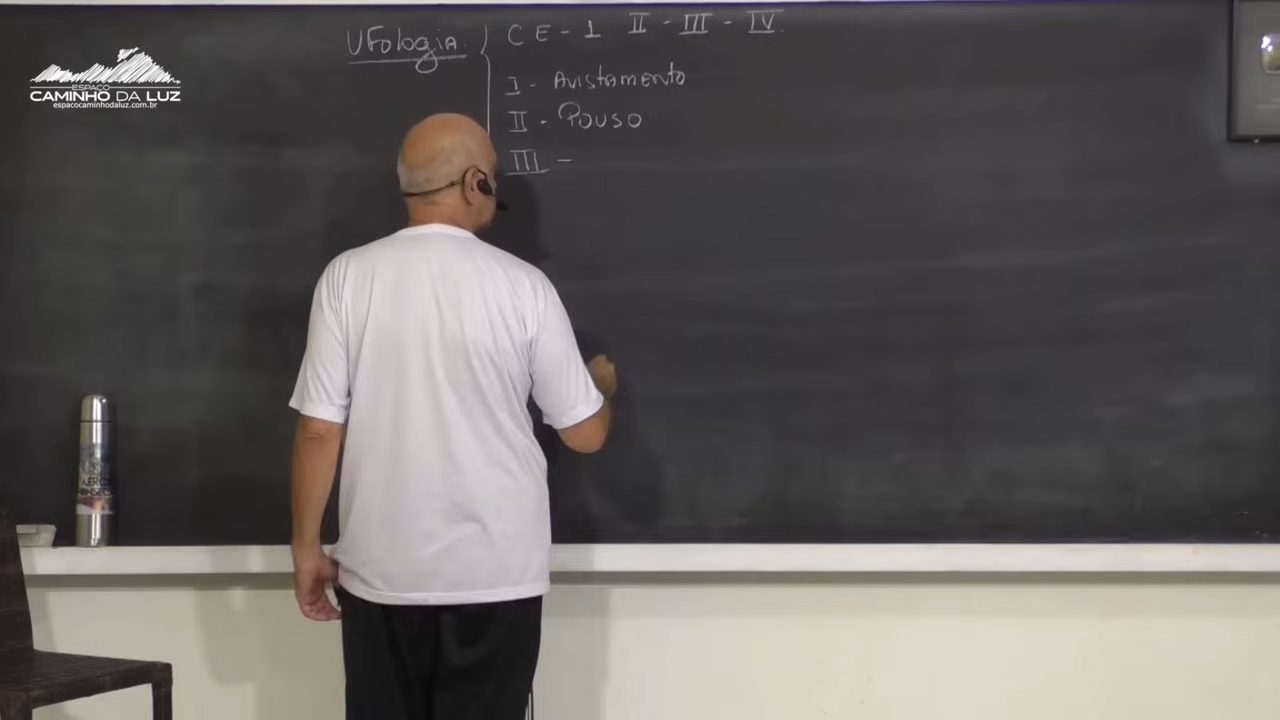 ESPAÇO
CAMINHO DA LUZ
espacocaminhodaluz.com.br
UFologia: CE-1 II - III - IV
I - Avistamento
II - Pouso
III -